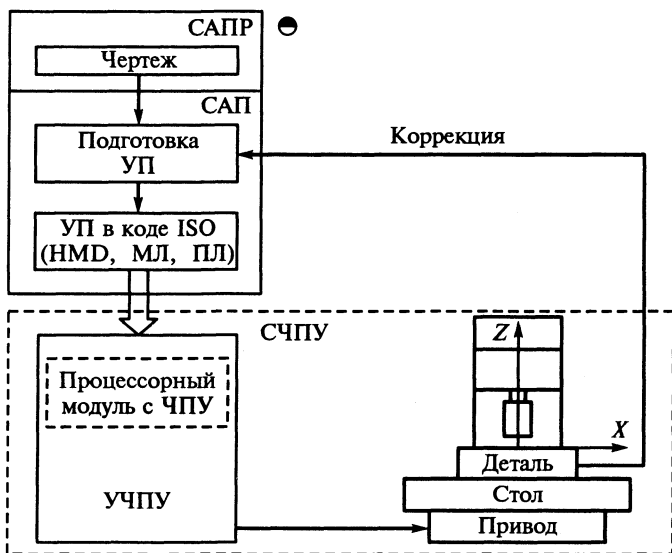 САПР
Чертеж
САП
Подготовка
УП
Коррекция
УП в коде ISO
(HMD, МЛ, ПЛ)
СЧПУ
Z
Процессорный
модуль с ЧПУ
X
Деталь
УЧПУ
Стол
Привод